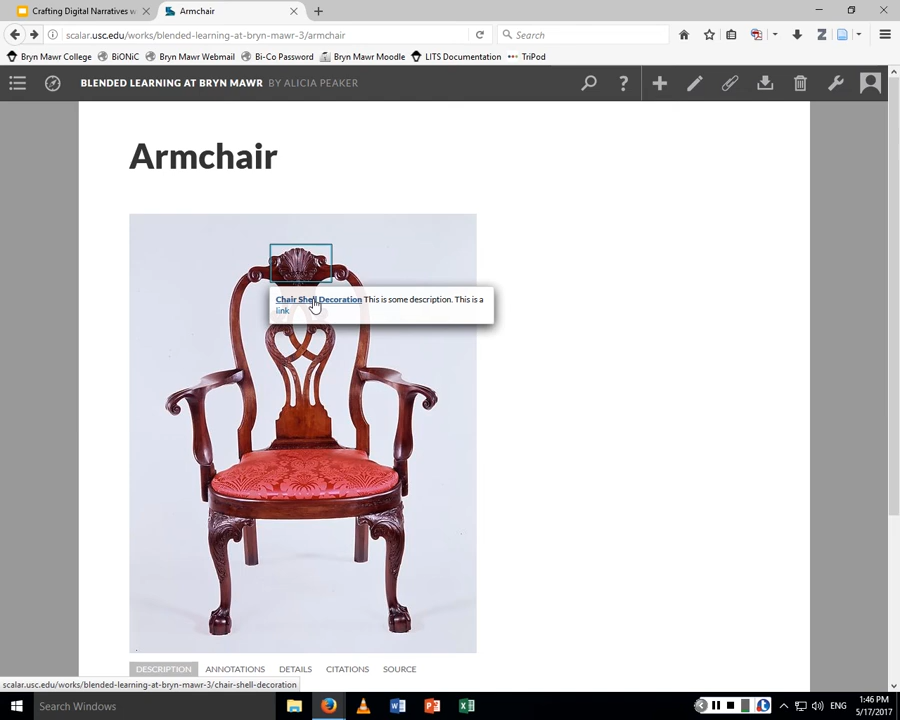 Crafting Digital Narratives w
Armchair
scalar.usc.edu/works/blended-learning-at-bryn-mawr-3/armchair
Search
Bryn Mawr College BiONiC Bryn Mawr Webmail Bi-Co Password Bryn Mawr Moodle LITS Documentation TriPod
BLENDED LEARNING AT BRYN MAWR BY ALICIA PEAKER
Armchair
Chair Shell Decoration This is some description. This is a
link
DESCRIPTION ANNOTATIONS DETAILS CITATIONS SOURCE
scalar.usc.edu/works/blended-learning-at-bryn-mawr-3/chair-shell-decoration
Search Windows
ENG
1:46 PM
5/17/2017